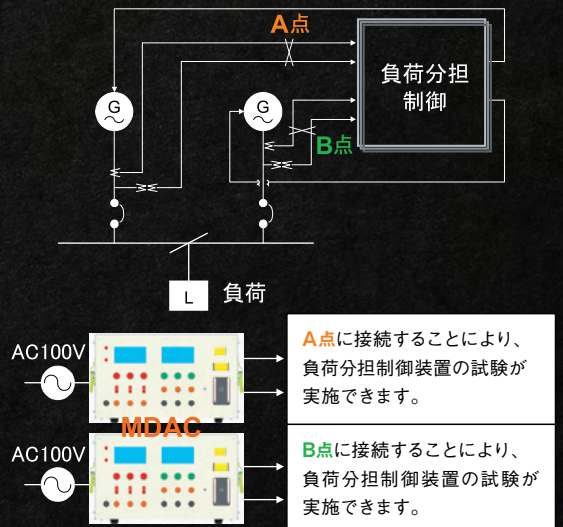 A点
負荷分担
制御
G
G
B点
L
負荷
AC100V
A点に接続することにより、
負荷分担制御装置の試験が
実施できます。
MDAC
AC100V
B点に接続することにより、
負荷分担制御装置の試験が
実施できます。